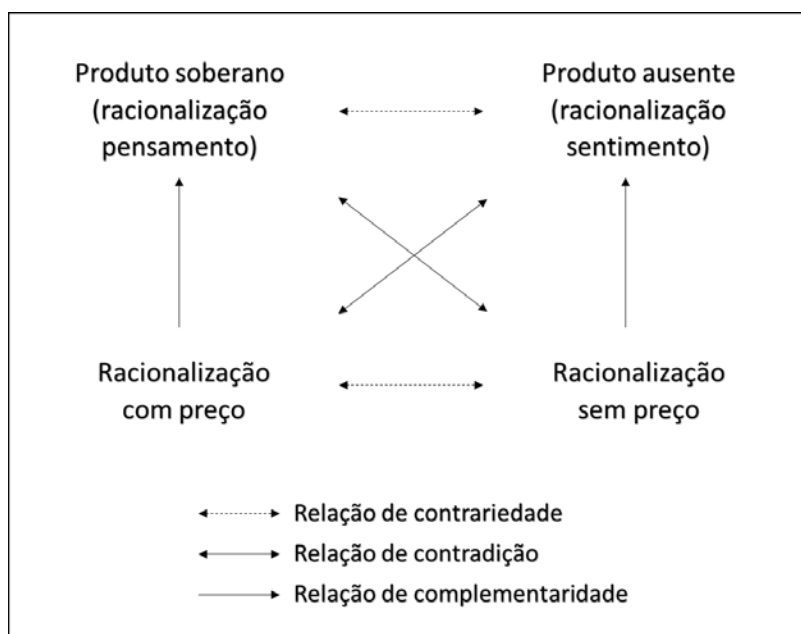 Produto soberano
(racionalização
pensamento)
Produto ausente
(racionalização
sentimento)
Racionalização
com preço
Racionalização
sem preço
Relação de contrariedade
Relação de contradição
Relação de complementaridade